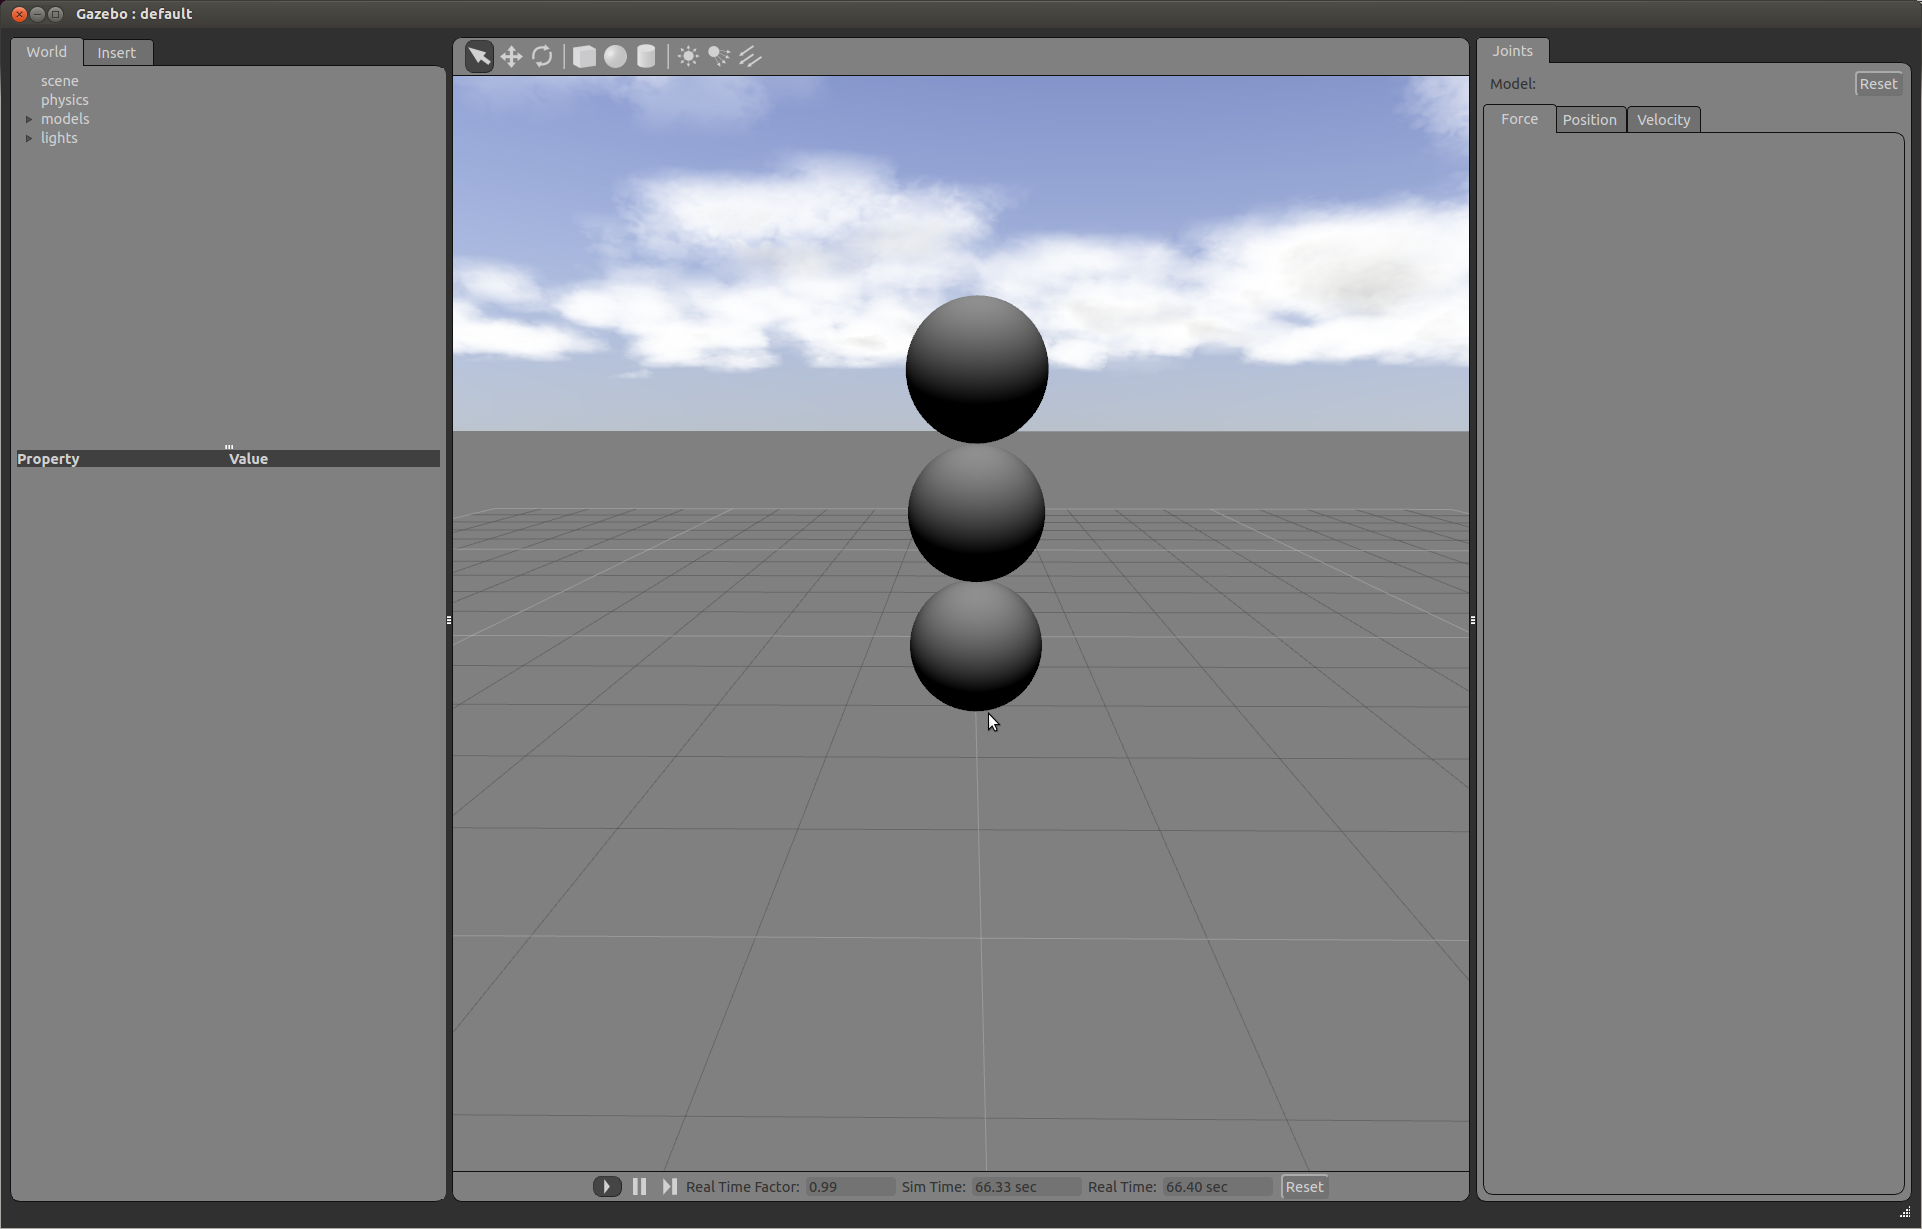 Gazebo : default
World Insert
scene
physics
models
lights
Property Value
Joints
Model: Reset
Force Position Velocity
Real Time Factor: 0.99 Sim Time: 66.33 sec Real Time: 66.40 sec Reset